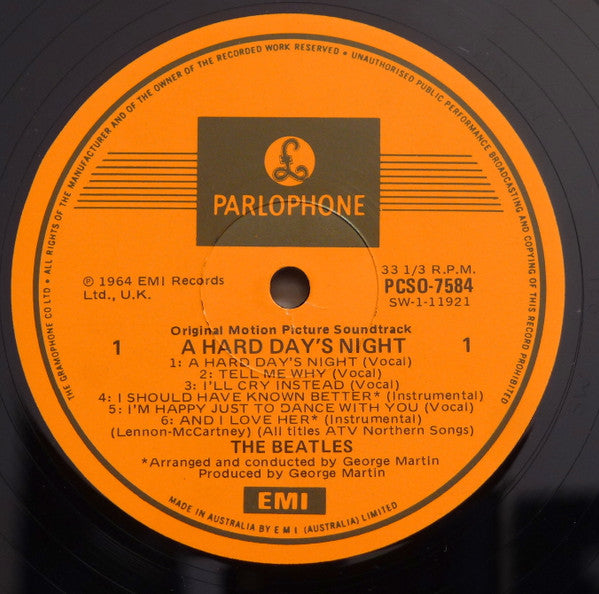 THE GRAMOPHONE CO LTD • ALL RIGHTS OF THE MANUFACTURER AND OF THE OWNER OF THE RECORDED WORK RESERVED • UNAUTHORISED PUBLIC PERFORMANCE BROADCASTING AND COPYING OF THIS RECORD PROHIBITED
£
PARLOPHONE
℗ 1964 EMI Records
Ltd., U.K.
33 1/3 R.P.M.
PCSO-7584
SW-1-11921
Original Motion Picture Soundtrack
1 A HARD DAY'S NIGHT 1
1: A HARD DAY'S NIGHT (Vocal)
2: TELL ME WHY (Vocal)
3: I'LL CRY INSTEAD (Vocal)
4: I SHOULD HAVE KNOWN BETTER* (Instrumental)
5: I'M HAPPY JUST TO DANCE WITH YOU (Vocal)
6: AND I LOVE HER* (Instrumental)
(Lennon-McCartney) (All titles ATV Northern Songs)
THE BEATLES
*Arranged and conducted by George Martin
Produced by George Martin
EMI
MADE IN AUSTRALIA BY E M I (AUSTRALIA) LIMITED